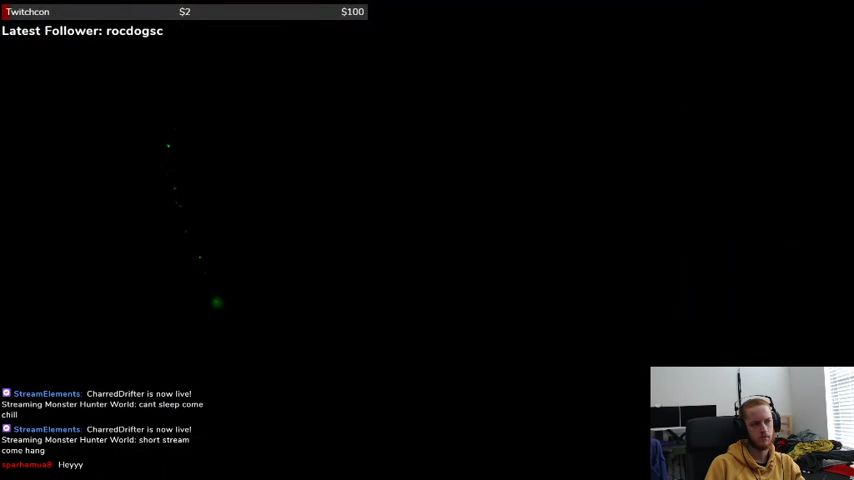 Twitchcon $2 $100
Latest Follower: rocdogsc
StreamElements: CharredDrifter is now live!
Streaming Monster Hunter World: cant sleep come
chill
StreamElements: CharredDrifter is now live!
Streaming Monster Hunter World: short stream
come hang
sparhamua8: Heyyy